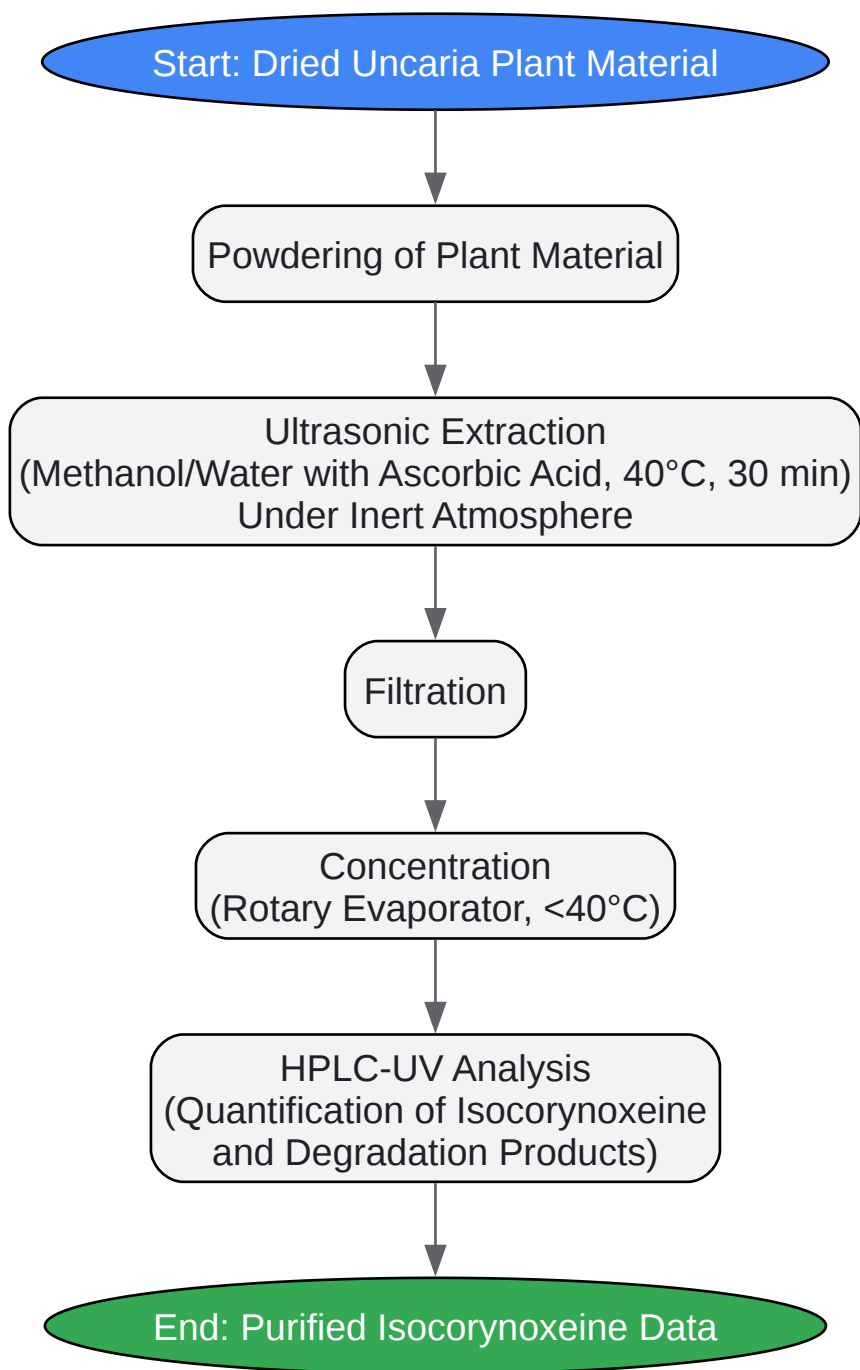 Start: Dried Uncaria Plant Material
Powdering of Plant Material
Ultrasonic Extraction
(Methanol/Water with Ascorbic Acid, 40°C, 30 min)
Under Inert Atmosphere
Filtration
Concentration
(Rotary Evaporator, <40°C)
HPLC-UV Analysis
(Quantification of Isocorynoxeine
and Degradation Products)
End: Purified Isocorynoxeine Data